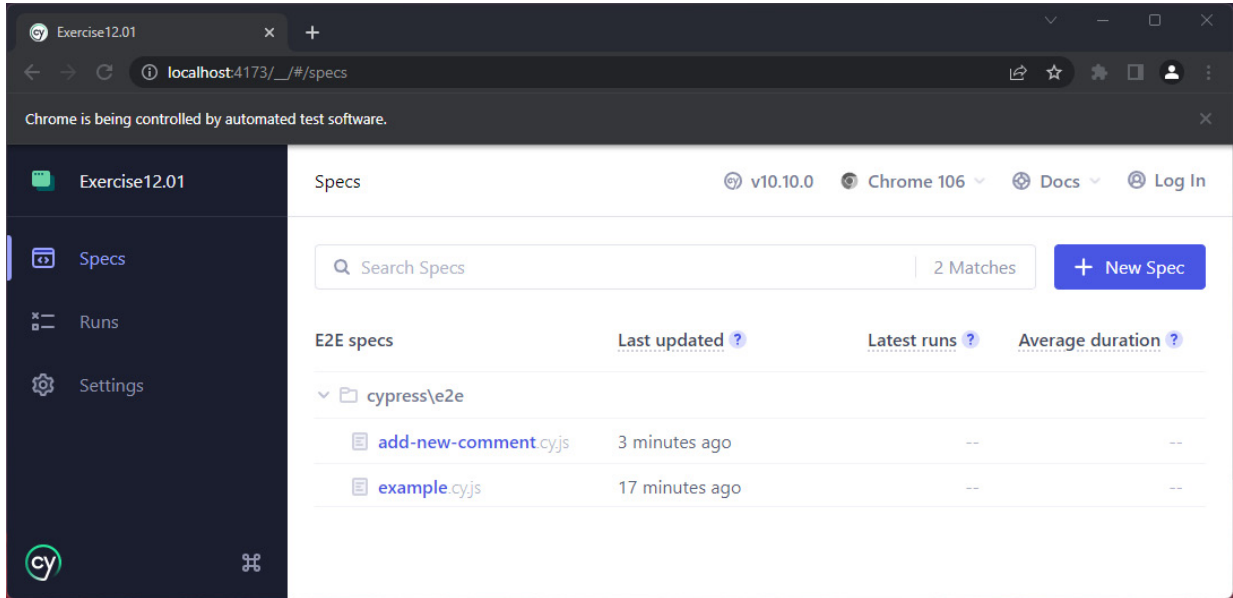 cy Exercise12.01
localhost:4173/__/#/specs
Chrome is being controlled by automated test software.
Exercise12.01
Specs
cy v10.10.0
Chrome 106
Docs
Log In
Specs
Runs
Settings
cy
Search Specs
2 Matches
+ New Spec
E2E specs
Last updated ?
Latest runs ?
Average duration ?
cypress\e2e
add-new-comment.cy.js
3 minutes ago
--
--
example.cy.js
17 minutes ago
--
--